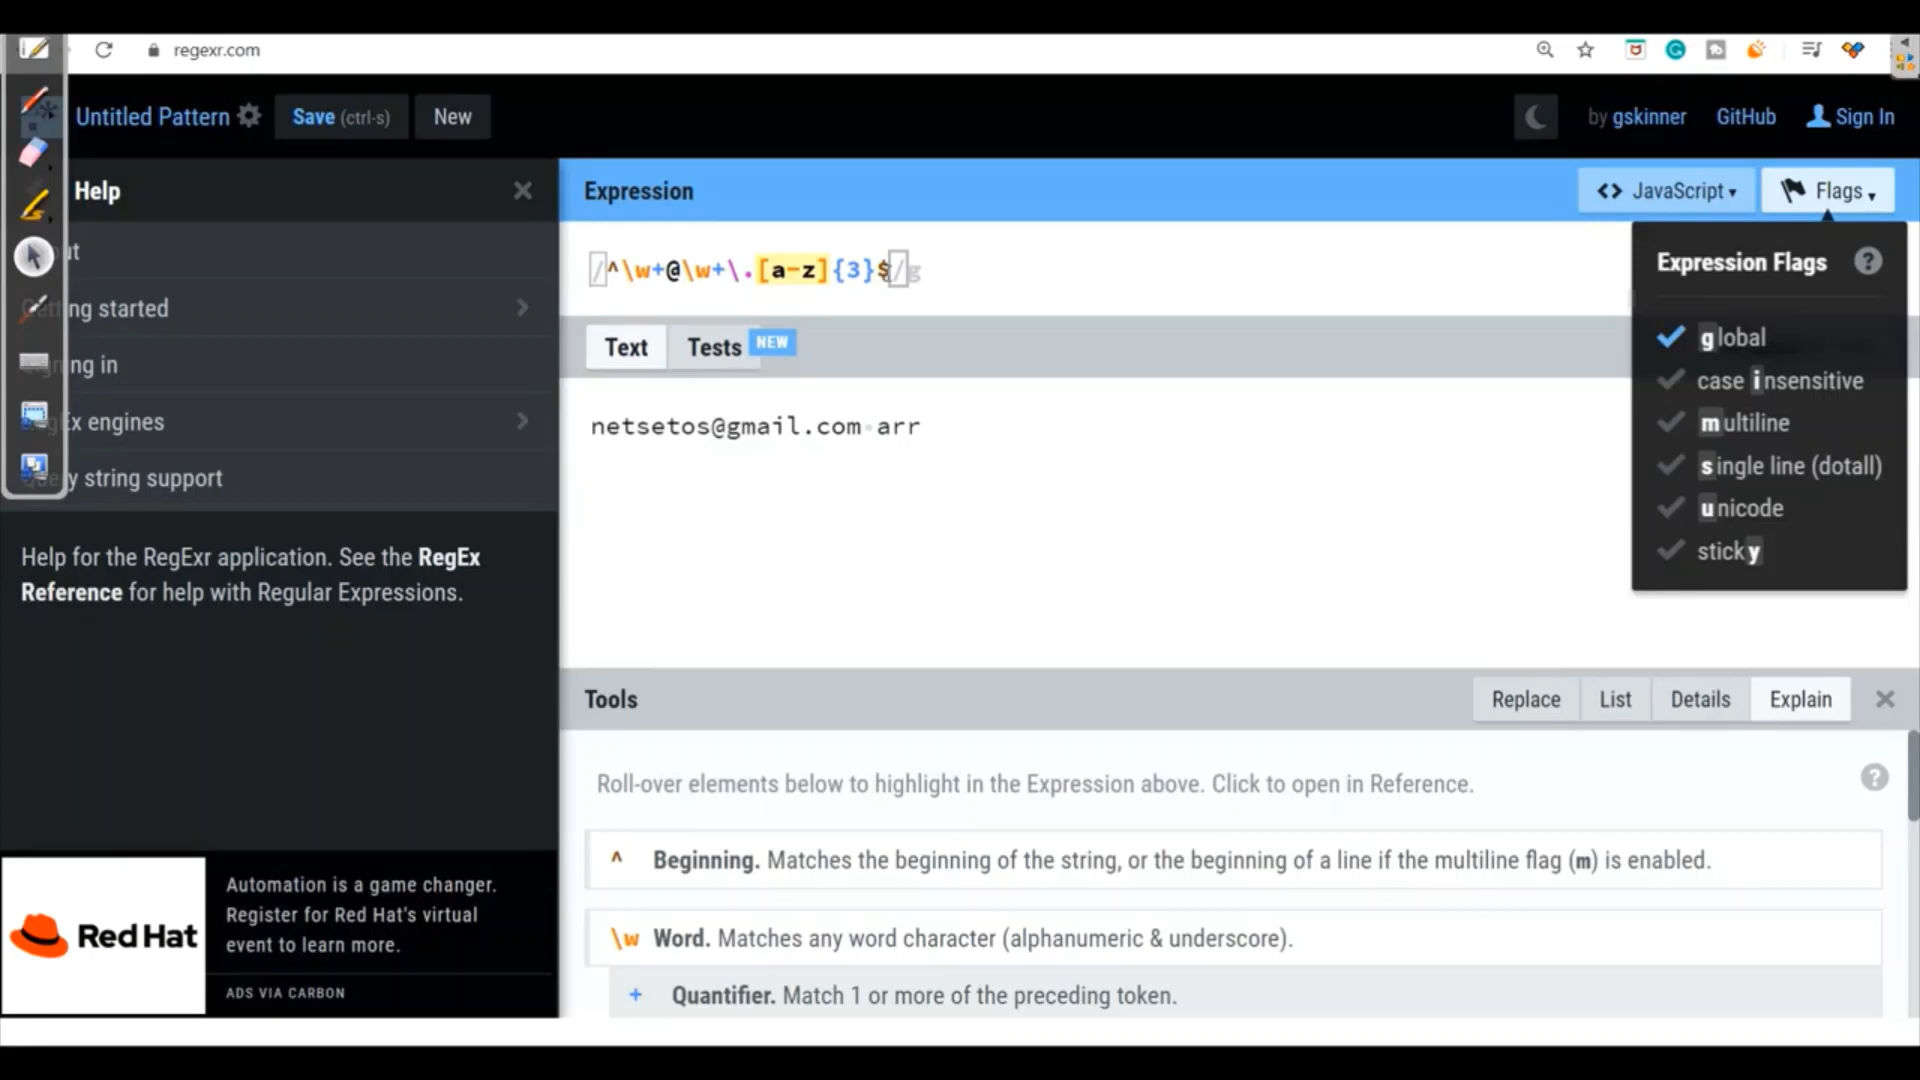 regexr.com
Untitled Pattern
Save (ctrl-s)
New
by gskinner
GitHub
Sign In
Help
Expression
<> JavaScript
Flags
ut
ng started
ng in
Ex engines
y string support
Help for the RegExr application. See the RegEx
Reference for help with Regular Expressions.
/^\w+@\w+\.[a-z]{3}$/g
Expression Flags
global
case insensitive
multiline
single line (dotall)
unicode
sticky
Text
Tests
NEW
netsetos@gmail.com arr
Tools
Replace
List
Details
Explain
Roll-over elements below to highlight in the Expression above. Click to open in Reference.
^ Beginning. Matches the beginning of the string, or the beginning of a line if the multiline flag (m) is enabled.
\w Word. Matches any word character (alphanumeric & underscore).
+ Quantifier. Match 1 or more of the preceding token.
Red Hat
Automation is a game changer.
Register for Red Hat's virtual
event to learn more.
ADS VIA CARBON